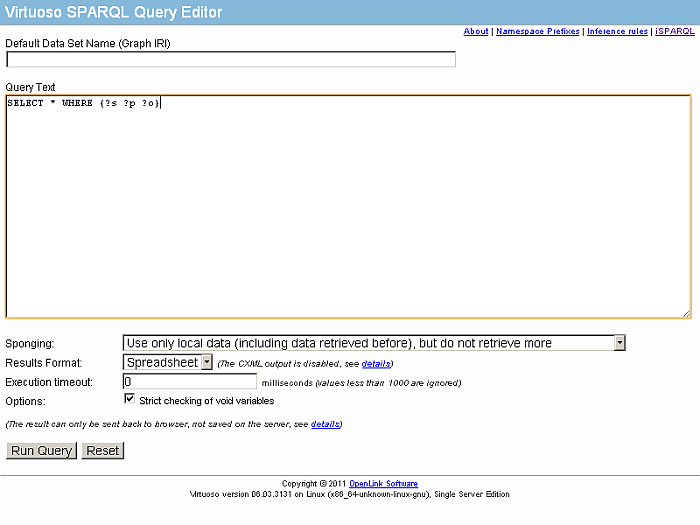 Virtuoso SPARQL Query Editor
About | Namespace Prefixes | Inference rules | iSPARQL
Default Data Set Name (Graph IRI)
Query Text
SELECT * WHERE {?s ?p ?o}
Sponging: Use only local data (including data retrieved before), but do not retrieve more
Results Format: Spreadsheet (The CXML output is disabled, see details)
Execution timeout: 0 milliseconds (values less than 1000 are ignored)
Options: Strict checking of void variables
(The result can only be sent back to browser, not saved on the server, see details)
Run Query Reset
Copyright © 2011 OpenLink Software
Virtuoso version 06.03.3131 on Linux (x86_64-unknown-linux-gnu), Single Server Edition